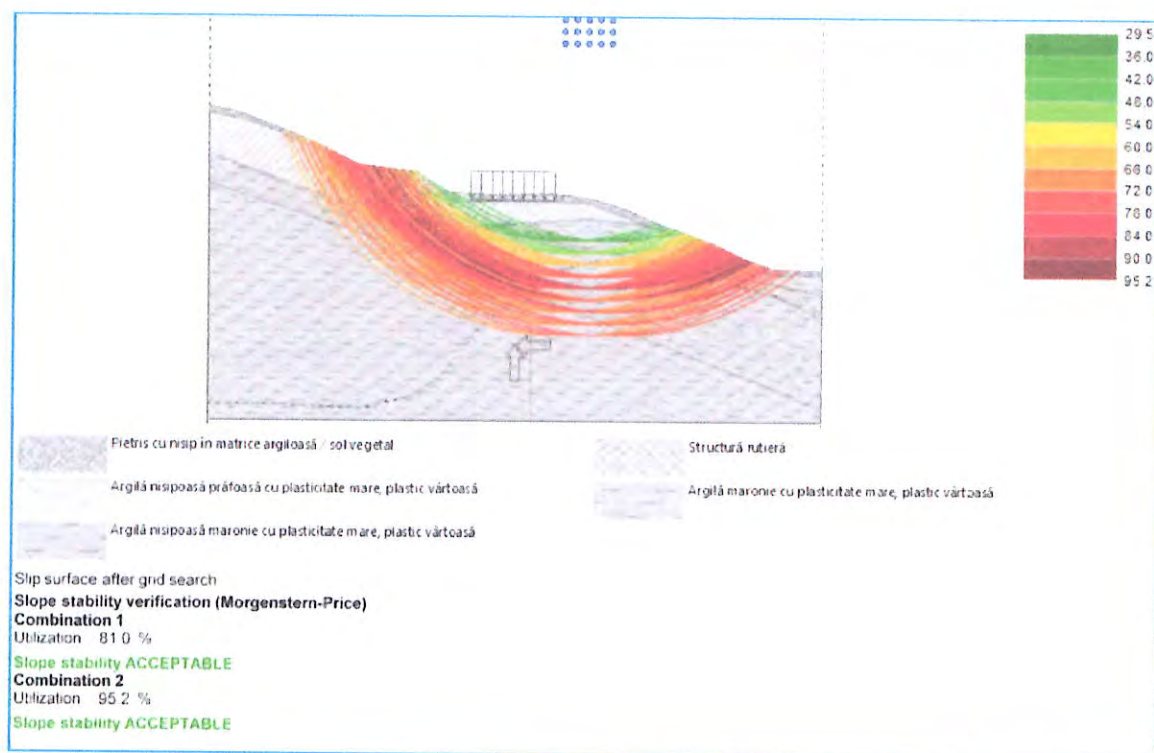 29.5
36.0
42.0
48.0
54.0
60.0
66.0
72.0
78.0
84.0
90.0
95.2
Pietris cu nisip în matrice argiloasă / sol vegetal
Structură rutieră
Argilă nisipoasă prăfoasă cu plasticitate mare, plastic vârtoasă
Argilă maronie cu plasticitate mare, plastic vârtoasă
Argilă nisipoasă maronie cu plasticitate mare, plastic vârtoasă
Slip surface after grid search
Slope stability verification (Morgenstern-Price)
Combination 1
Utilization 81.0 %
Slope stability ACCEPTABLE
Combination 2
Utilization 95.2 %
Slope stability ACCEPTABLE